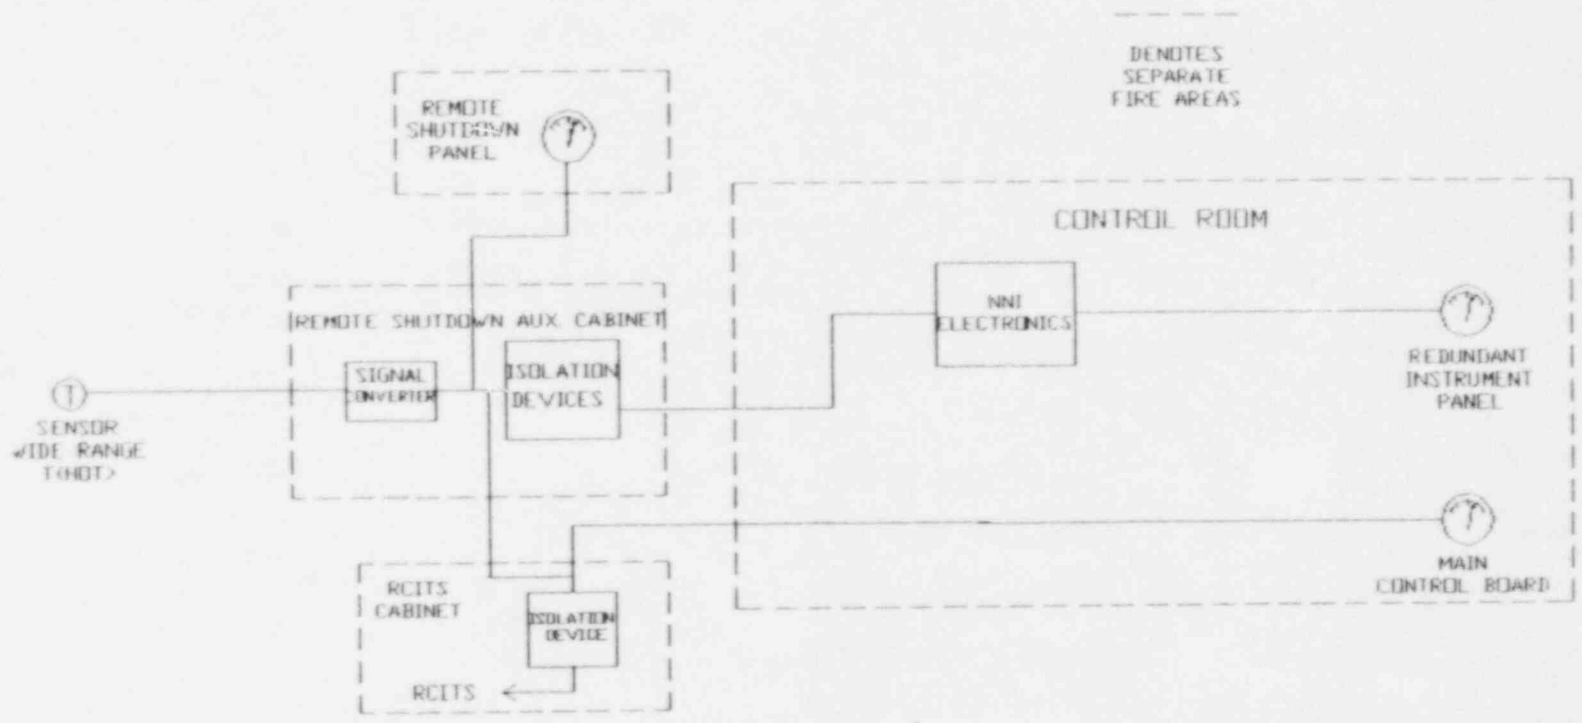 DENOTES
SEPARATE
FIRE AREAS
REMOTE
SHUTDOWN
PANEL
CONTROL ROOM
REMOTE SHUTDOWN AUX. CABINET
NNI
ELECTRONICS
SIGNAL
CONVERTER
ISOLATION
DEVICES
REDUNDANT
INSTRUMENT
PANEL
T
SENSOR
WIDE RANGE
T(HOT)
MAIN
CONTROL BOARD
RCITS
CABINET
ISOLATION
DEVICE
RCITS